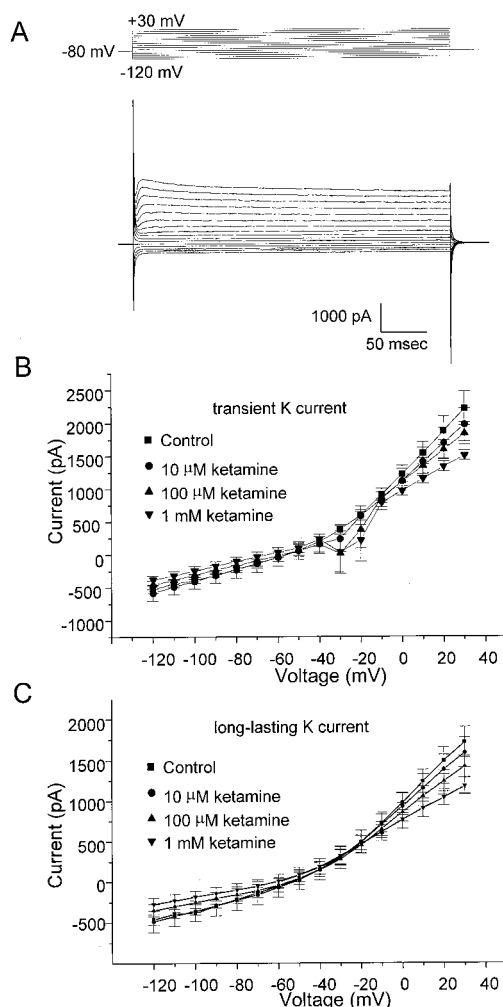 A
+30 mV
-80 mV
-120 mV
1000 pA
50 msec
B
2500
2000
1500
1000
500
0
-500
-1000
Current (pA)
transient K current
Control
10 μM ketamine
100 μM ketamine
1 mM ketamine
-120 -100 -80 -60 -40 -20 0 20 40
Voltage (mV)
C
2000
1500
1000
500
0
-500
Current (pA)
long-lasting K current
Control
10 μM ketamine
100 μM ketamine
1 mM ketamine
-120 -100 -80 -60 -40 -20 0 20 40
Voltage (mV)